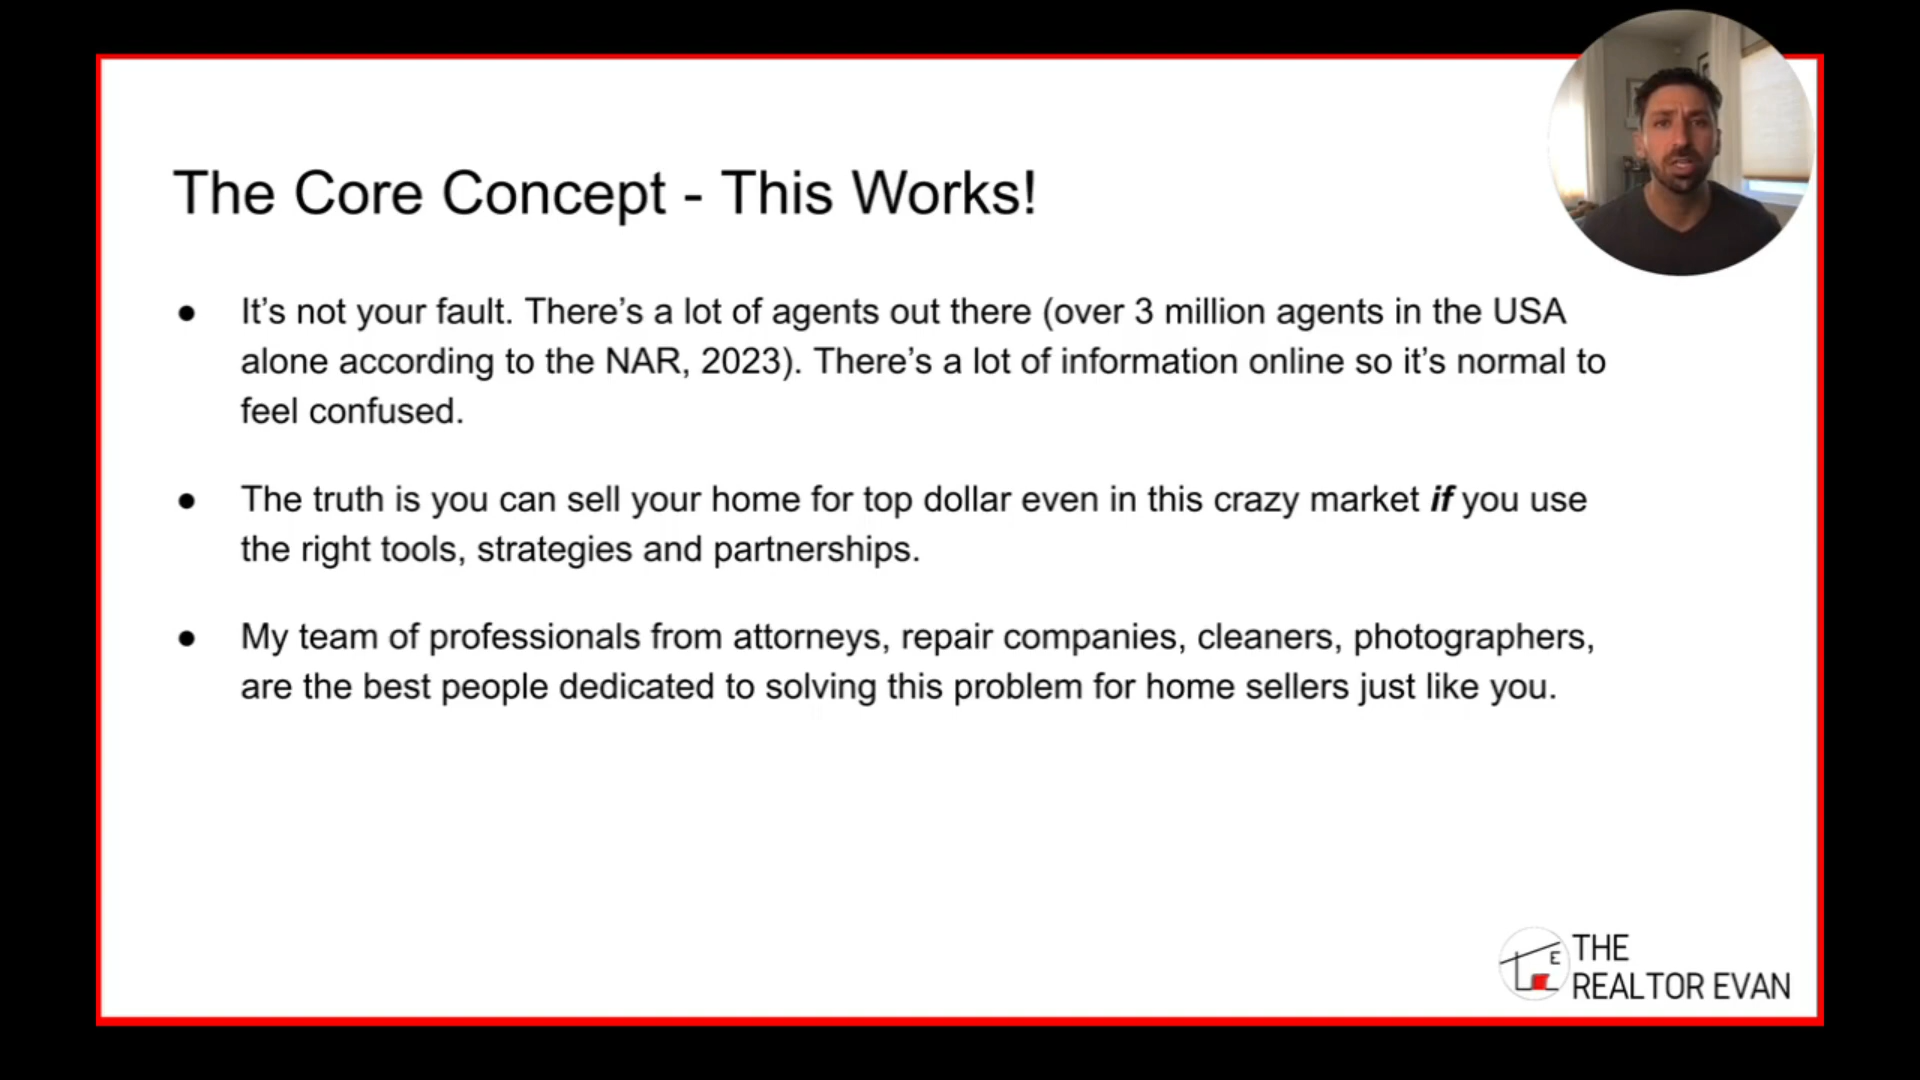 The Core Concept - This Works!
● It’s not your fault. There’s a lot of agents out there (over 3 million agents in the USA
alone according to the NAR, 2023). There’s a lot of information online so it’s normal to
feel confused.
● The truth is you can sell your home for top dollar even in this crazy market if you use
the right tools, strategies and partnerships.
● My team of professionals from attorneys, repair companies, cleaners, photographers,
are the best people dedicated to solving this problem for home sellers just like you.
E
THE
REALTOR EVAN